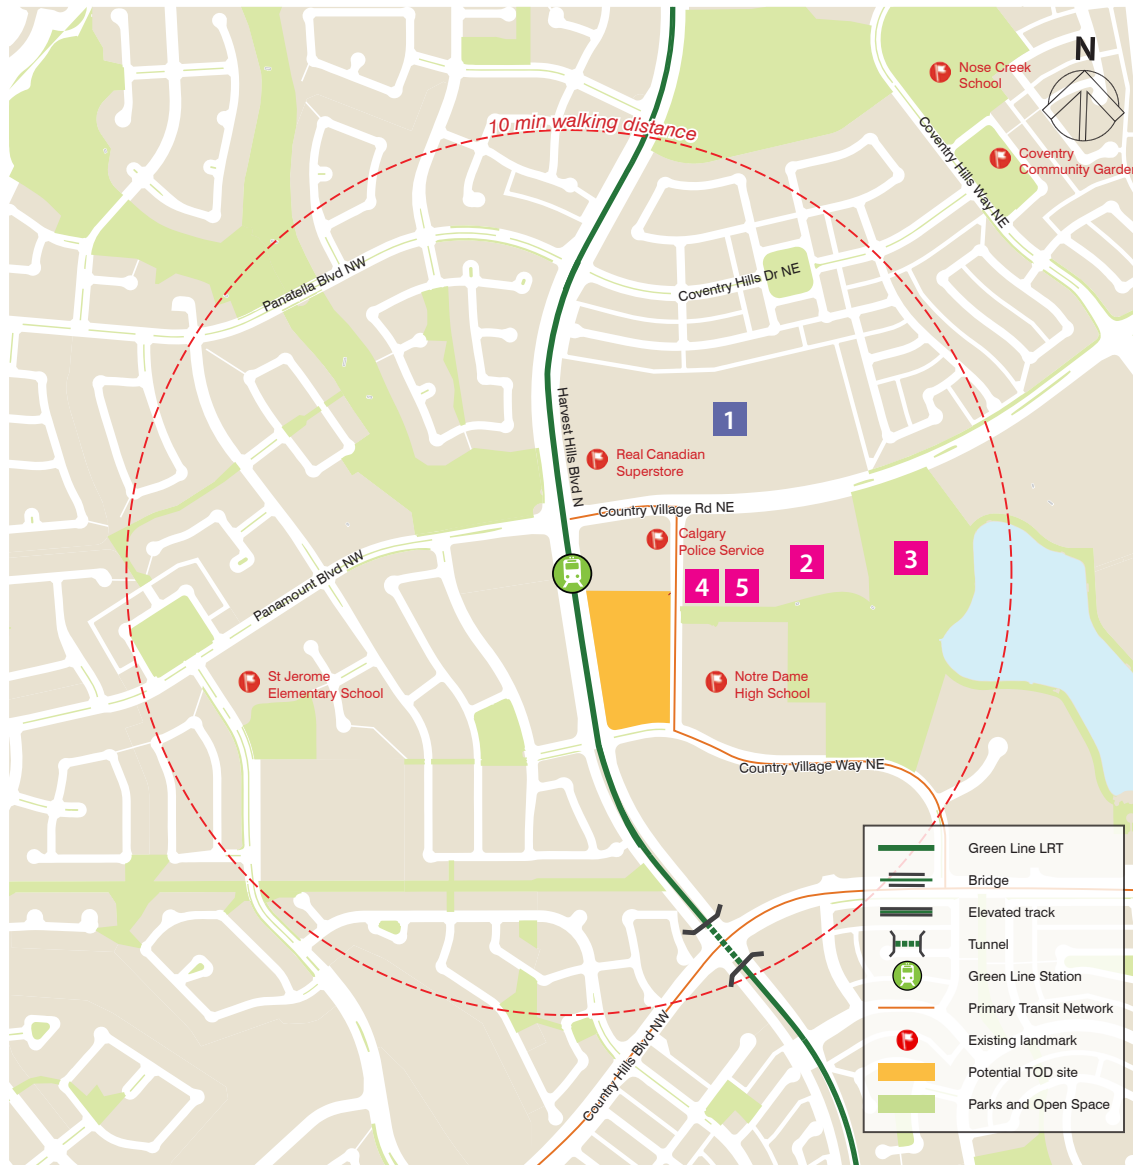 N
Nose Creek
School
10 min walking distance
Coventry Hills Way NE
Coventry
Community Garden
Panatella Blvd NW
Coventry Hills Dr NE
Harvest Hills Blvd N
1
Real Canadian
Superstore
Country Village Rd NE
Calgary
Police Service
2
3
4
5
Panamount Blvd NW
St Jerome
Elementary School
Notre Dame
High School
Country Village Way NE
Country Hills Blvd NW
Green Line LRT
Bridge
Elevated track
Tunnel
Green Line Station
Primary Transit Network
Existing landmark
Potential TOD site
Parks and Open Space